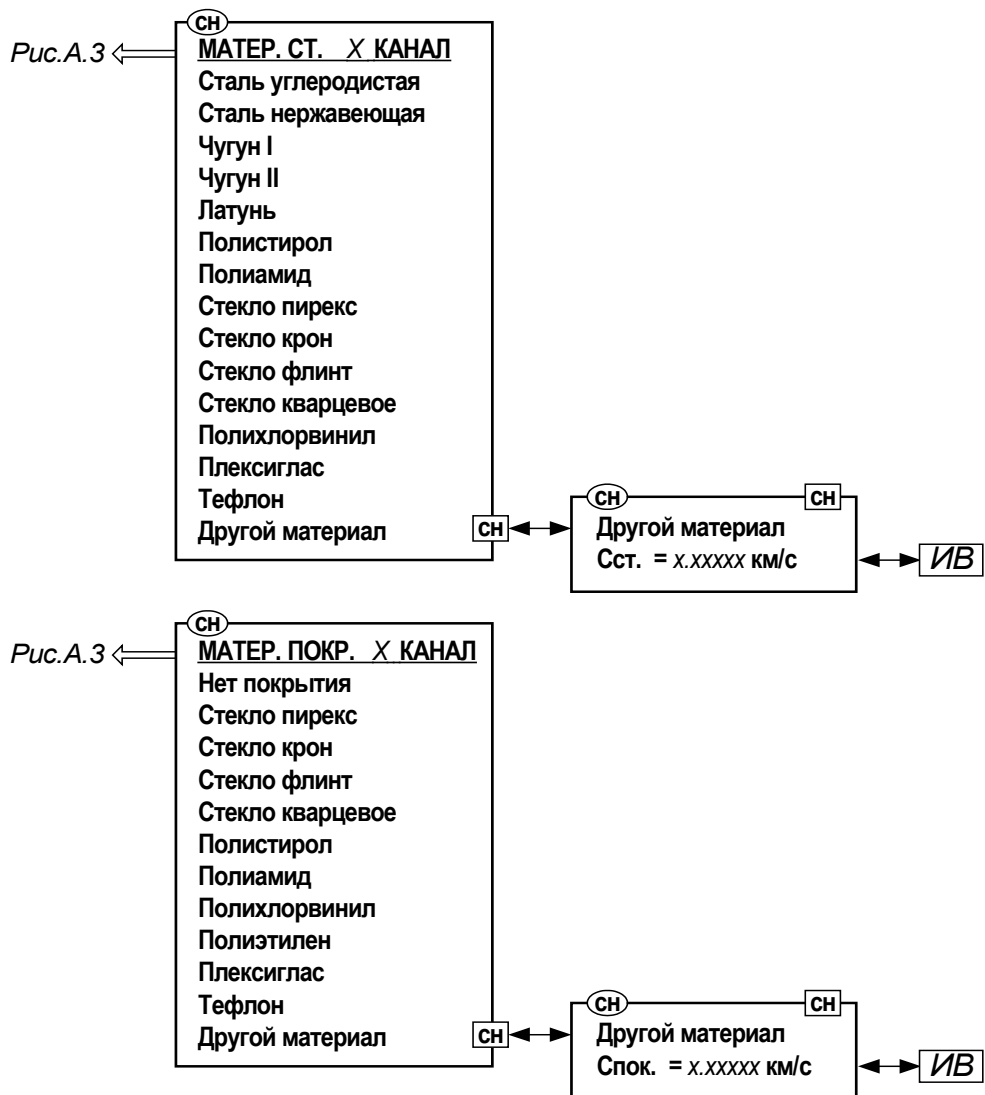 СН
Рис.А.3
МАТЕР. СТ. X КАНАЛ
Сталь углеродистая
Сталь нержавеющая
Чугун I
Чугун II
Латунь
Полистирол
Полиамид
Стекло пирекс
Стекло крон
Стекло флинт
Стекло кварцевое
Полихлорвинил
Плексиглас
Тефлон
Другой материал СН
СН СН
Другой материал
Сст. = x.xxxxx км/с
ИВ
СН
Рис.А.3
МАТЕР. ПОКР. X КАНАЛ
Нет покрытия
Стекло пирекс
Стекло крон
Стекло флинт
Стекло кварцевое
Полистирол
Полиамид
Полихлорвинил
Полиэтилен
Плексиглас
Тефлон
Другой материал СН
СН СН
Другой материал
Спок. = x.xxxxx км/с
ИВ